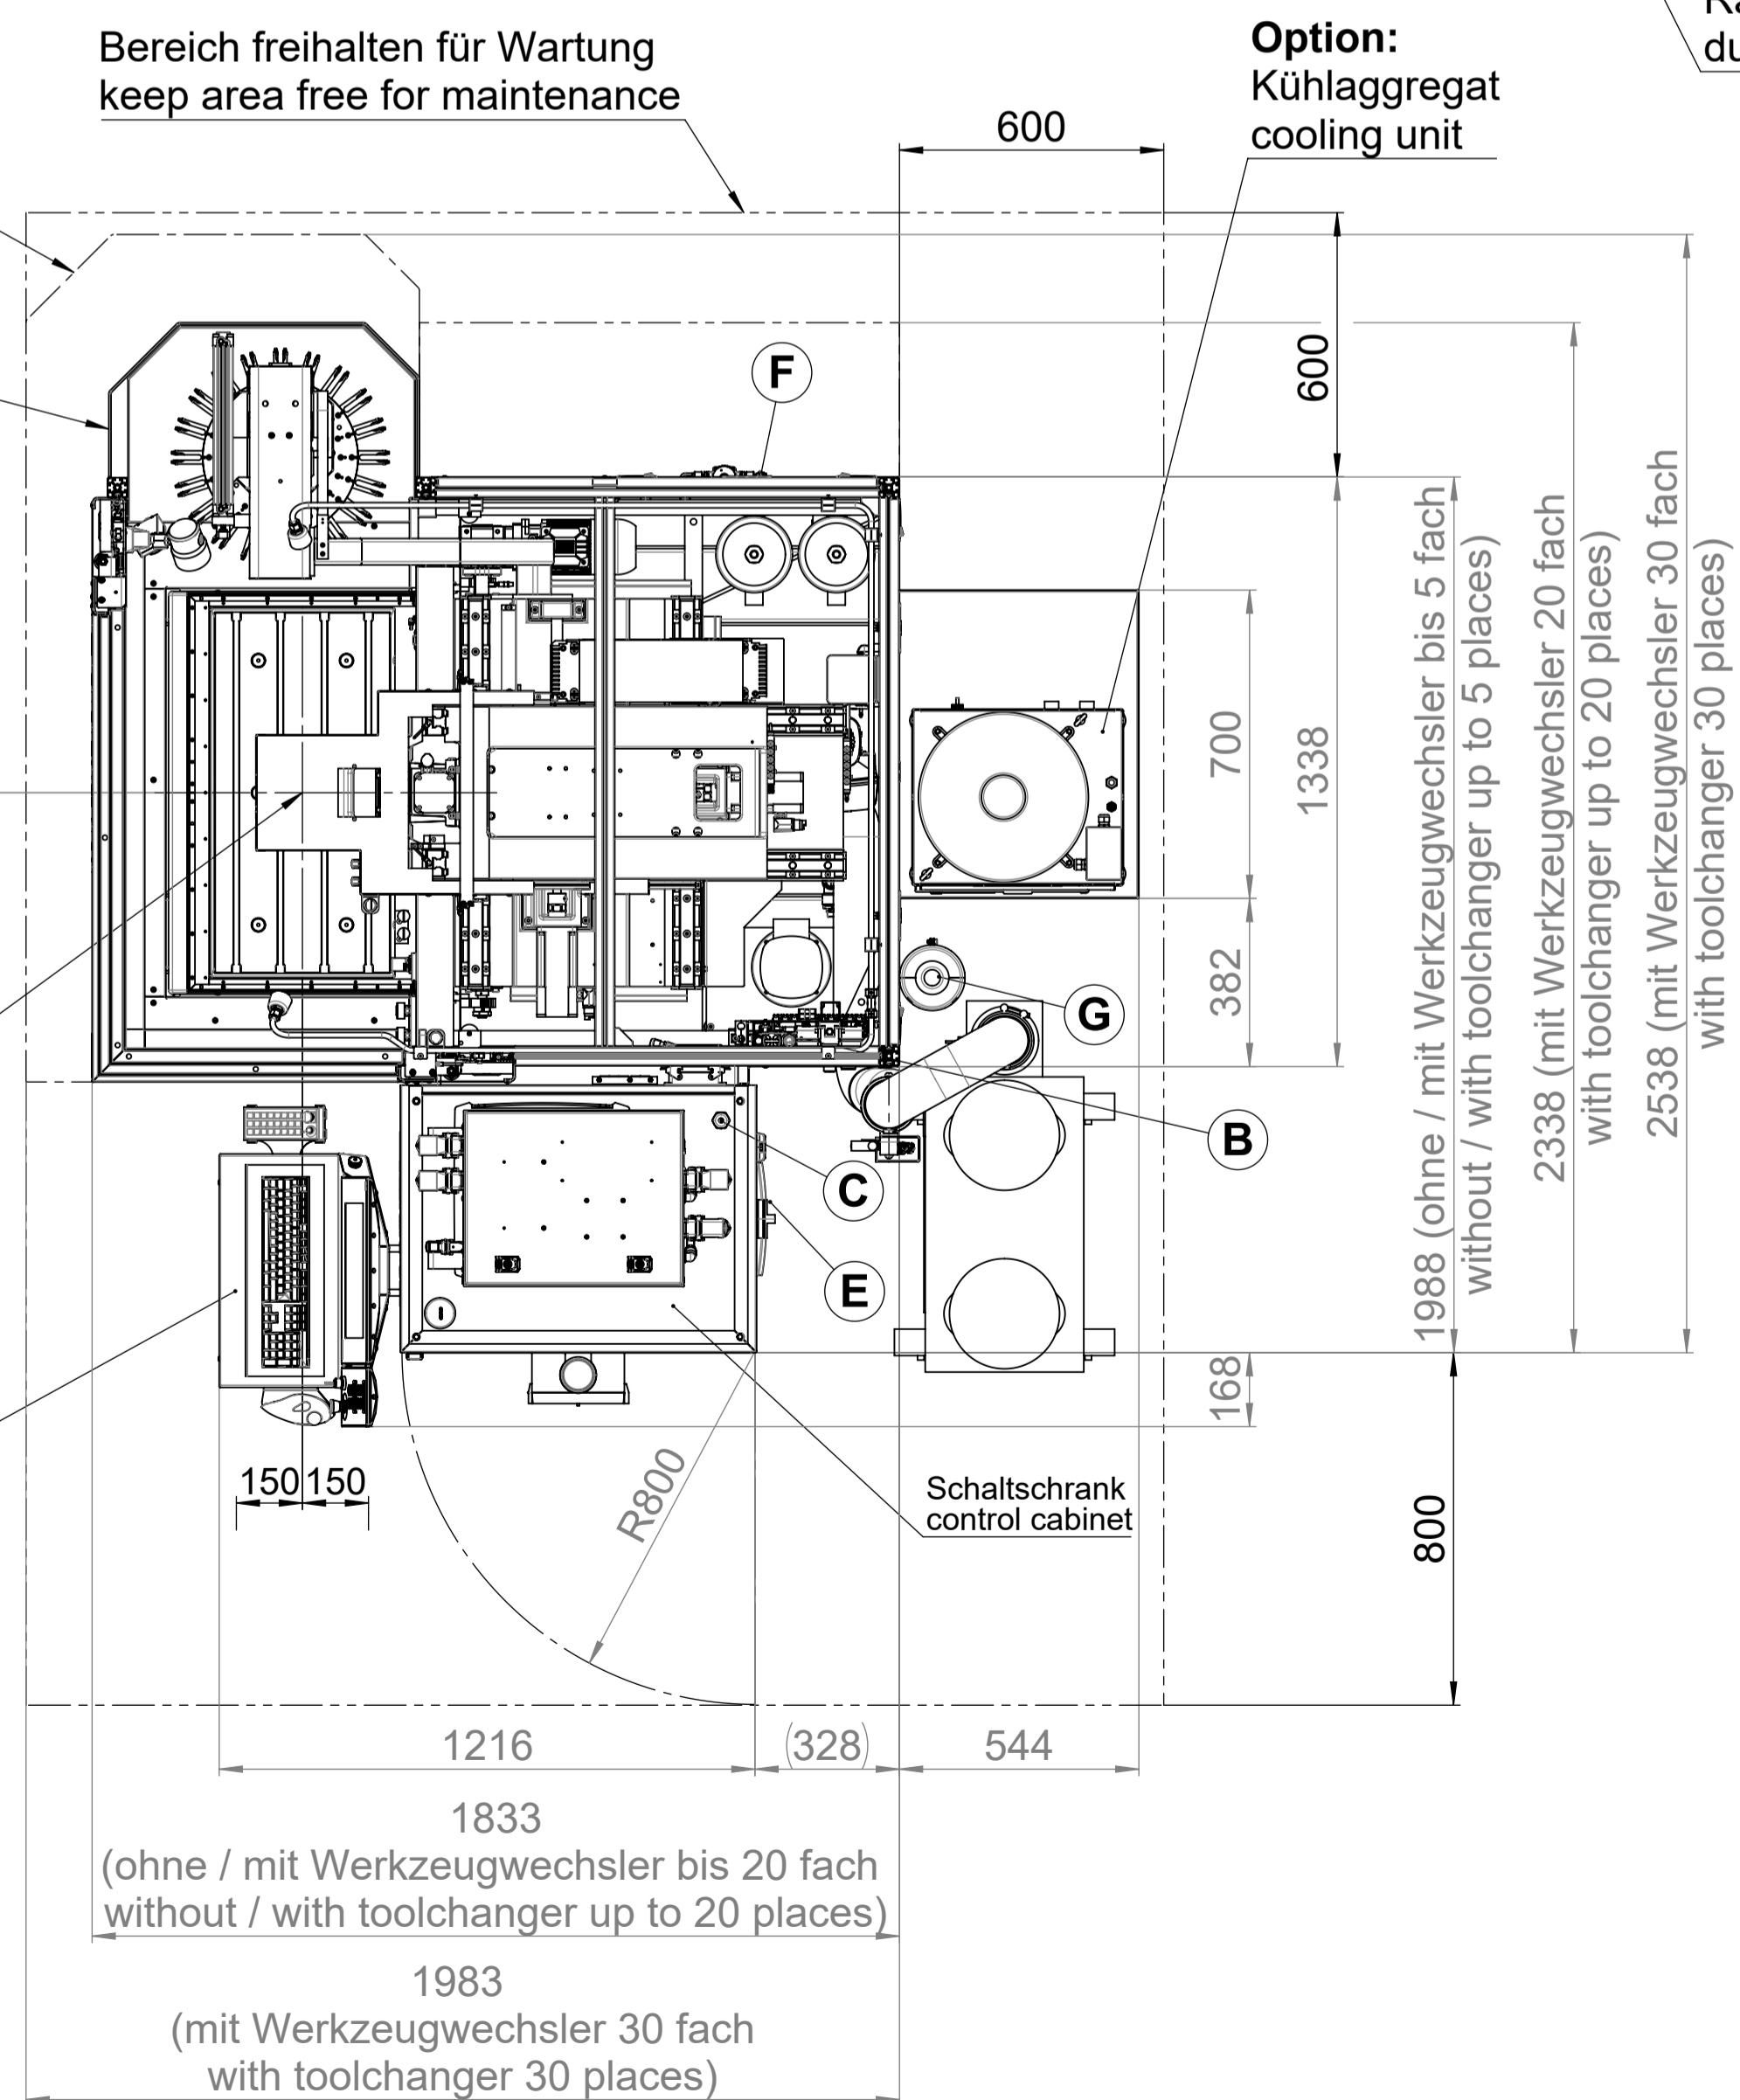 Bereich freihalten für Wartung
keep area free for maintenance
Option:
Kühlaggregat
cooling unit
600
600
F
700
1338
382
G
B
C
E
1988 (ohne / mit Werkzeugwechsler bis 5 fach
without / with toolchanger up to 5 places)
2338 (mit Werkzeugwechsler 20 fach
with toolchanger up to 20 places)
2538 (mit Werkzeugwechsler 30 fach
with toolchanger 30 places)
168
150
150
R800
Schaltschrank
control cabinet
800
1216
(328)
544
1833
(ohne / mit Werkzeugwechsler bis 20 fach
without / with toolchanger up to 20 places)
1983
(mit Werkzeugwechsler 30 fach
with toolchanger 30 places)